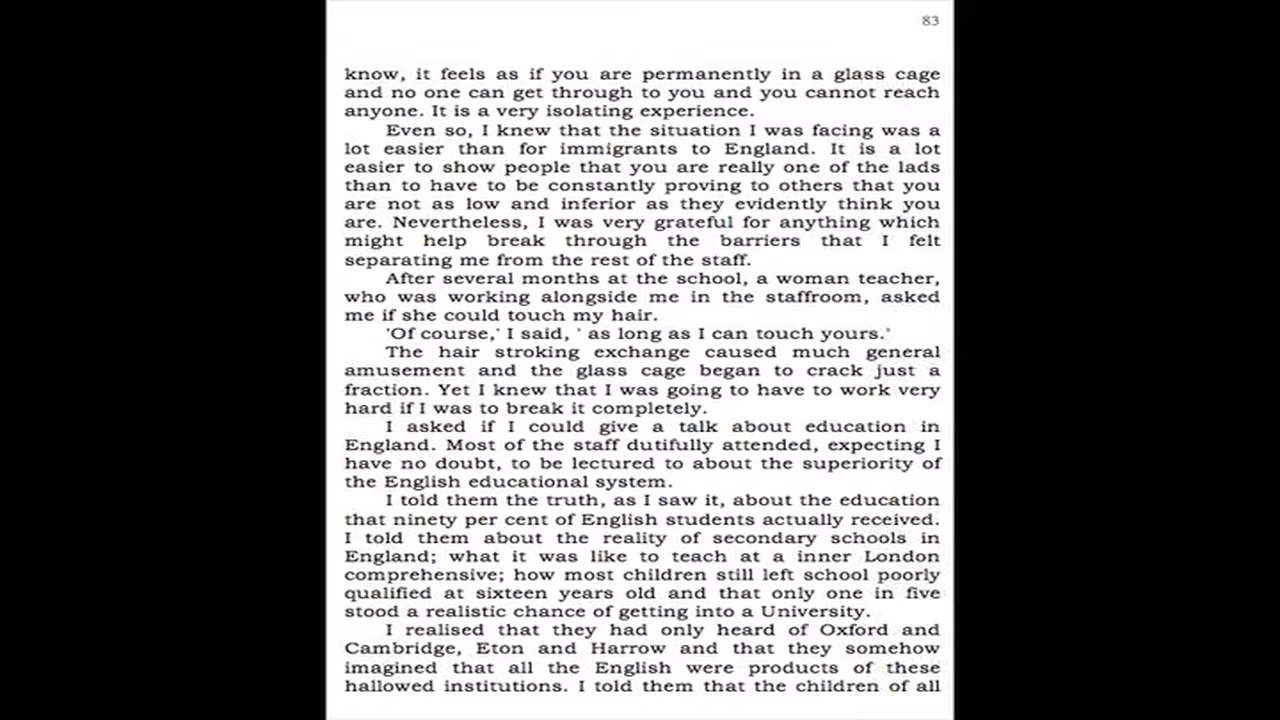 83
know, it feels as if you are permanently in a glass cage
and no one can get through to you and you cannot reach
anyone. It is a very isolating experience.
Even so, I knew that the situation I was facing was a
lot easier than for immigrants to England. It is a lot
easier to show people that you are really one of the lads
than to have to be constantly proving to others that you
are not as low and inferior as they evidently think you
are. Nevertheless, I was very grateful for anything which
might help break through the barriers that I felt
separating me from the rest of the staff.
After several months at the school, a woman teacher,
who was working alongside me in the staffroom, asked
me if she could touch my hair.
'Of course,' I said, ' as long as I can touch yours.'
The hair stroking exchange caused much general
amusement and the glass cage began to crack just a
fraction. Yet I knew that I was going to have to work very
hard if I was to break it completely.
I asked if I could give a talk about education in
England. Most of the staff dutifully attended, expecting I
have no doubt, to be lectured to about the superiority of
the English educational system.
I told them the truth, as I saw it, about the education
that ninety per cent of English students actually received.
I told them about the reality of secondary schools in
England; what it was like to teach at a inner London
comprehensive; how most children still left school poorly
qualified at sixteen years old and that only one in five
stood a realistic chance of getting into a University.
I realised that they had only heard of Oxford and
Cambridge, Eton and Harrow and that they somehow
imagined that all the English were products of these
hallowed institutions. I told them that the children of all